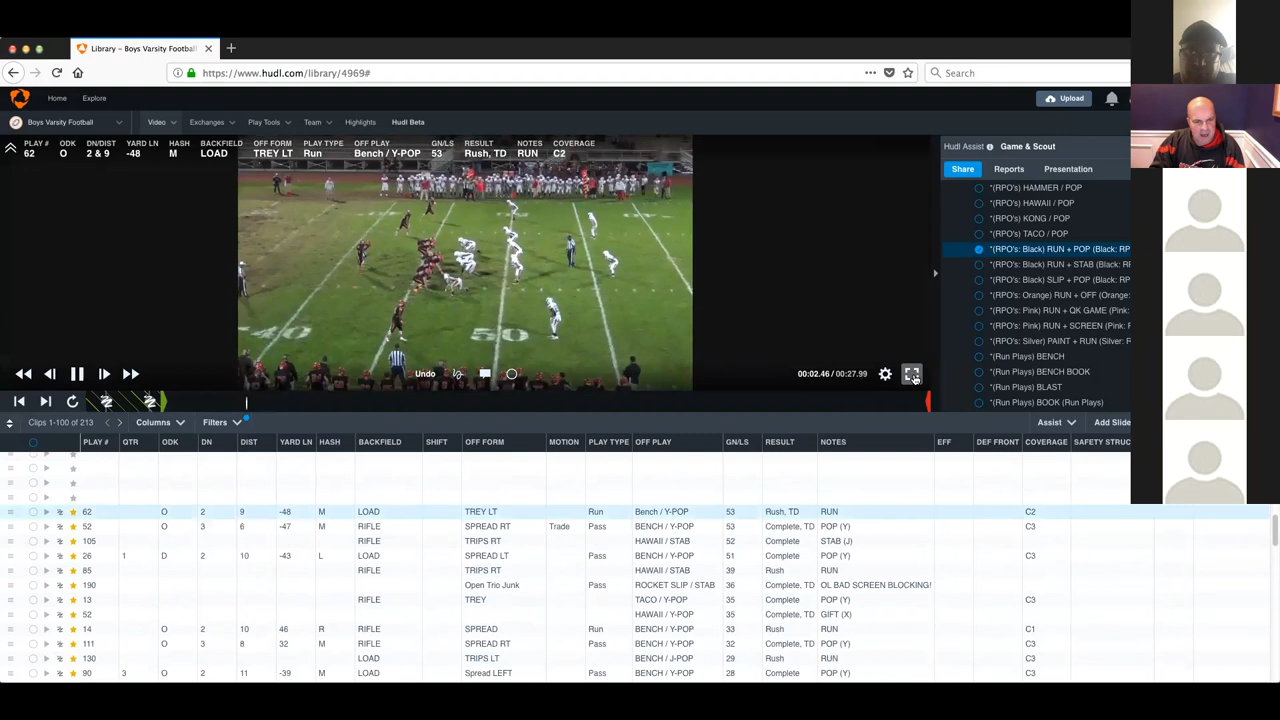 Library – Boys Varsity Football
https://www.hudl.com/library/4969#
Search
Home Explore Upload
Boys Varsity Football Video Exchanges Play Tools Team Highlights Hudl Beta
PLAY # ODK DN/DIST YARD LN HASH BACKFIELD OFF FORM PLAY TYPE OFF PLAY GN/LS RESULT NOTES COVERAGE
62 O 2 & 9 -48 M LOAD TREY LT Run Bench / Y-POP 53 Rush, TD RUN C2
Hudl Assist Game & Scout
Share Reports Presentation
*(RPO's) HAMMER / POP
*(RPO's) HAWAII / POP
*(RPO's) KONG / POP
*(RPO's) TACO / POP
*(RPO's: Black) RUN + POP (Black: RP
*(RPO's: Black) RUN + STAB (Black: R
*(RPO's: Black) SLIP + POP (Black: RP
*(RPO's: Orange) RUN + OFF (Orange:
*(RPO's: Pink) RUN + QK GAME (Pink:
*(RPO's: Pink) RUN + SCREEN (Pink: R
*(RPO's: Silver) PAINT + RUN (Silver: R
*(Run Plays) BENCH
*(Run Plays) BENCH BOOK
*(Run Plays) BLAST
*(Run Plays) BOOK (Run Plays)
40 50
Undo 00:02.46 / 00:27.99
Clips 1-100 of 213 Columns Filters Assist Add Slide
PLAY # QTR ODK DN DIST YARD LN HASH BACKFIELD SHIFT OFF FORM MOTION PLAY TYPE OFF PLAY GN/LS RESULT NOTES EFF DEF FRONT COVERAGE SAFETY STRUC
62 O 2 9 -48 M LOAD TREY LT Run Bench / Y-POP 53 Rush, TD RUN C2
52 O 3 6 -47 M RIFLE SPREAD RT Trade Pass BENCH / Y-POP 53 Complete, TD POP (Y) C3
105 RIFLE TRIPS RT HAWAII / STAB 52 Complete STAB (J)
26 1 D 2 10 -43 L LOAD SPREAD LT Pass BENCH / Y-POP 51 Complete POP (Y) C3
85 RIFLE TRIPS RT HAWAII / STAB 39 Rush RUN
190 Open Trio Junk Pass ROCKET SLIP / STAB 36 Complete, TD OL BAD SCREEN BLOCKING!
13 RIFLE TREY TACO / Y-POP 35 Complete POP (Y) C3
52 HAWAII / Y-POP 35 Complete, TD GIFT (X)
14 O 2 10 46 R RIFLE SPREAD Run BENCH / Y-POP 33 Rush RUN C1
111 O 3 8 32 M RIFLE SPREAD RT BENCH / Y-POP 32 Complete, TD POP (Y) C3
130 LOAD TRIPS LT BENCH / J-POP 29 Rush RUN C3
90 3 O 2 11 -39 M RIFLE Spread LEFT Pass BENCH / Y-POP 28 Complete POP (Y) C3